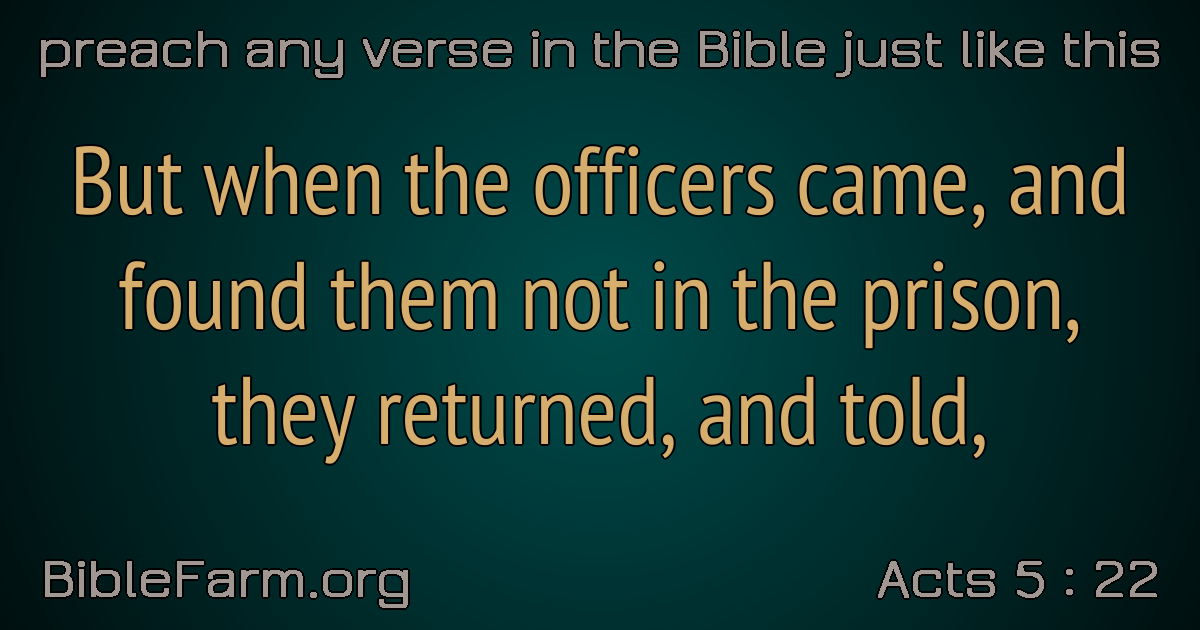 preach any verse in the Bible just like this
But when the officers came, and
found them not in the prison,
they returned, and told,
BibleFarm.org
Acts 5 : 22